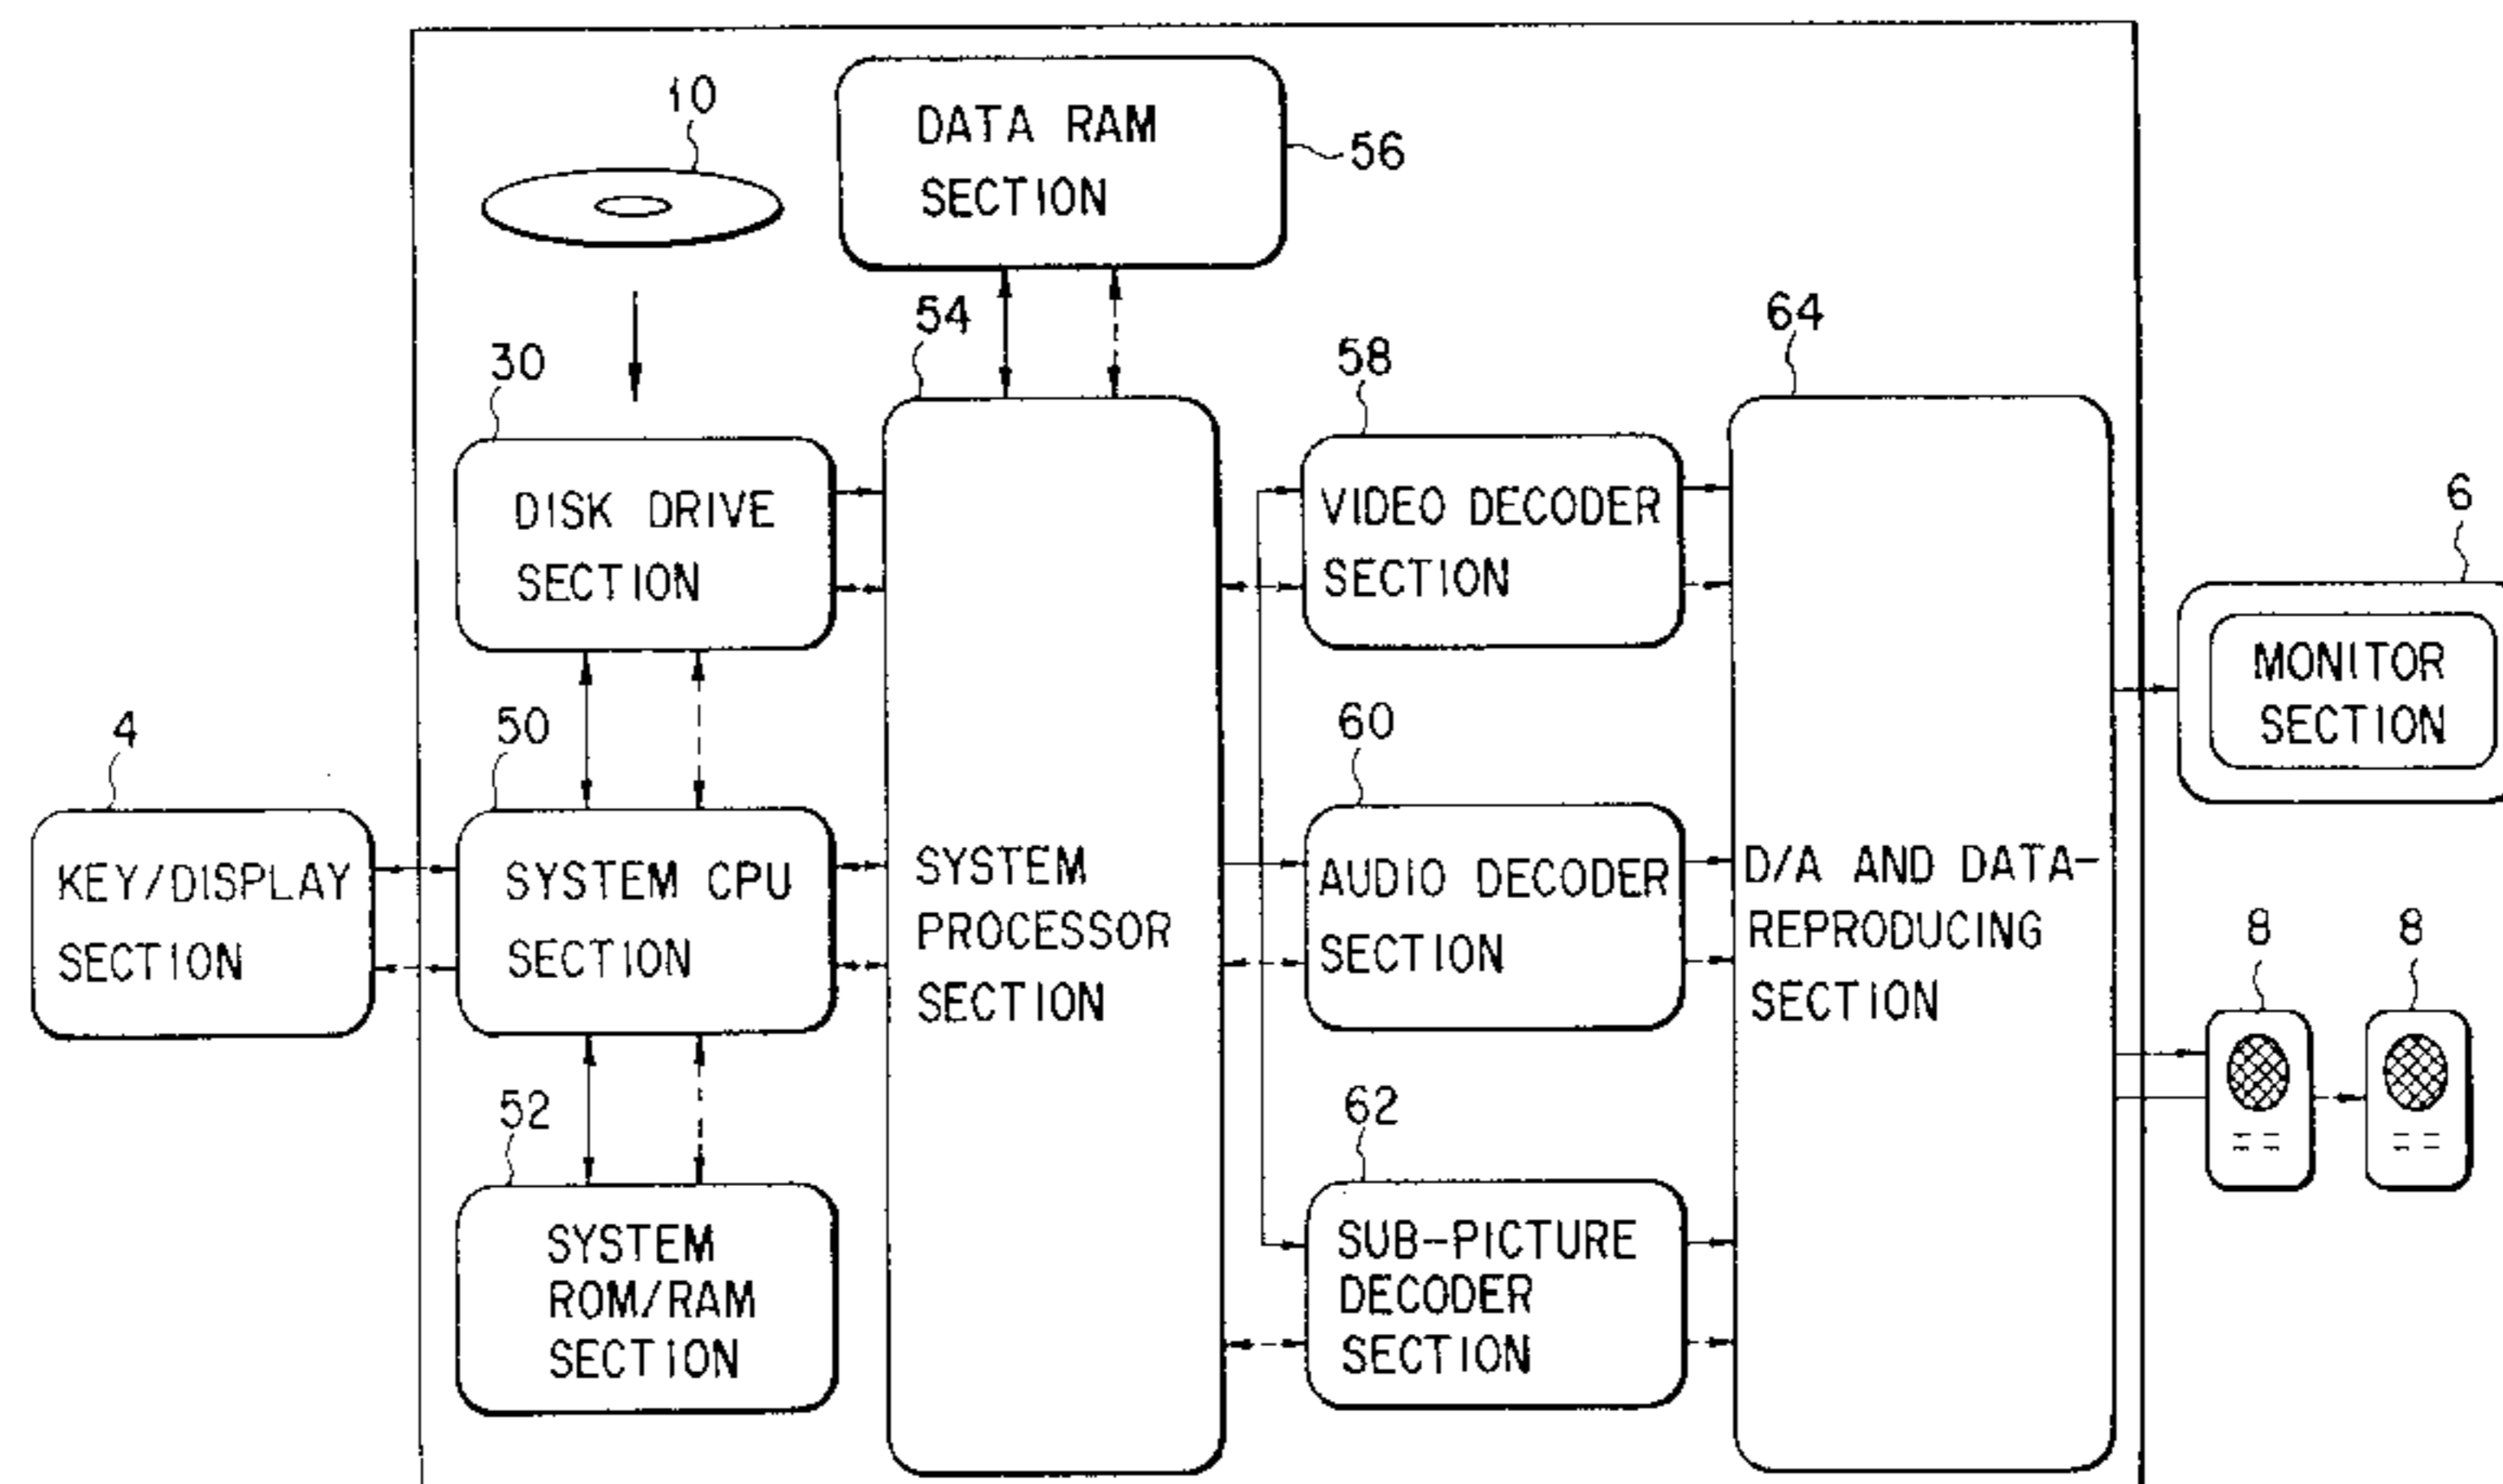 10
DATA RAM
SECTION
56
54
64
30
58
DISK DRIVE
SECTION
VIDEO DECODER
SECTION
6
MONITOR
SECTION
4
50
60
KEY/DISPLAY
SECTION
SYSTEM CPU
SECTION
SYSTEM
PROCESSOR
SECTION
AUDIO DECODER
SECTION
D/A AND DATA-
REPRODUCING
SECTION
8
8
52
62
SYSTEM
ROM/RAM
SECTION
SUB-PICTURE
DECODER
SECTION